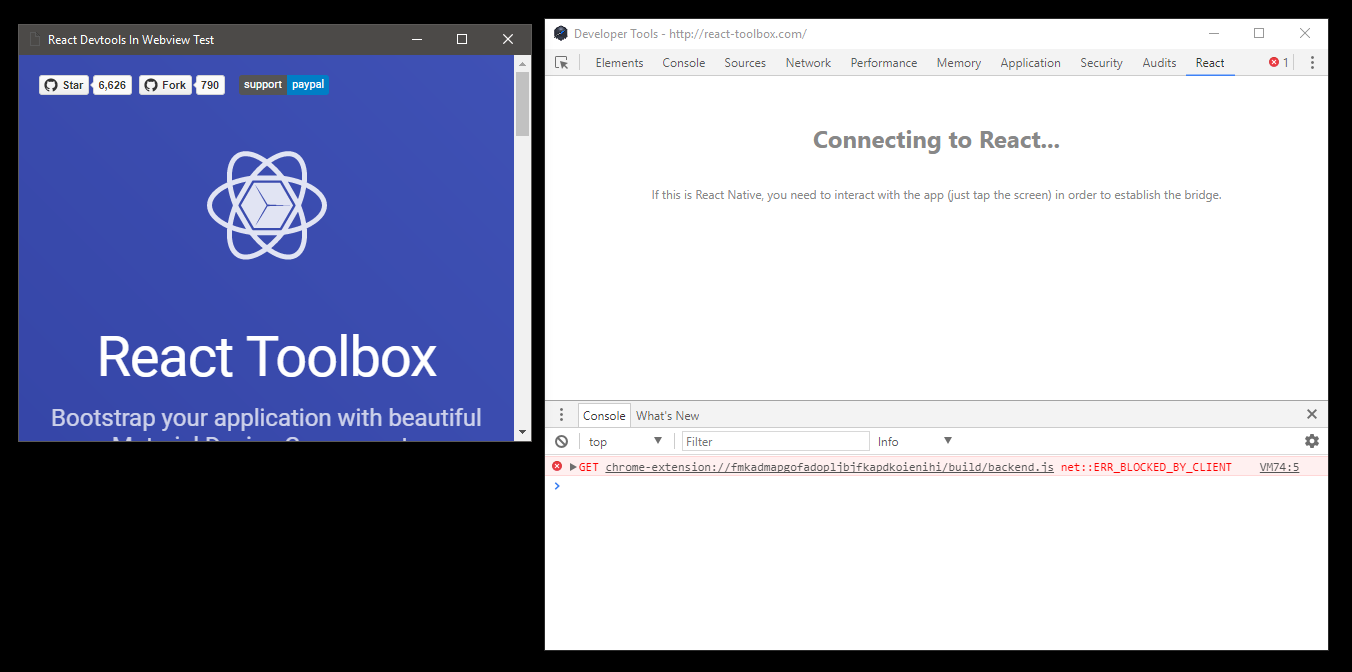 React Devtools In Webview Test
Star 6,626 Fork 790 support paypal
React Toolbox
Bootstrap your application with beautiful
Material Design Components
Developer Tools - http://react-toolbox.com/
Elements Console Sources Network Performance Memory Application Security Audits React 1
Connecting to React...
If this is React Native, you need to interact with the app (just tap the screen) in order to establish the bridge.
Console What's New
top Filter Info
GET chrome-extension://fmkadmapgofadopljbjfkapdkoienihi/build/backend.js net::ERR_BLOCKED_BY_CLIENT VM74:5